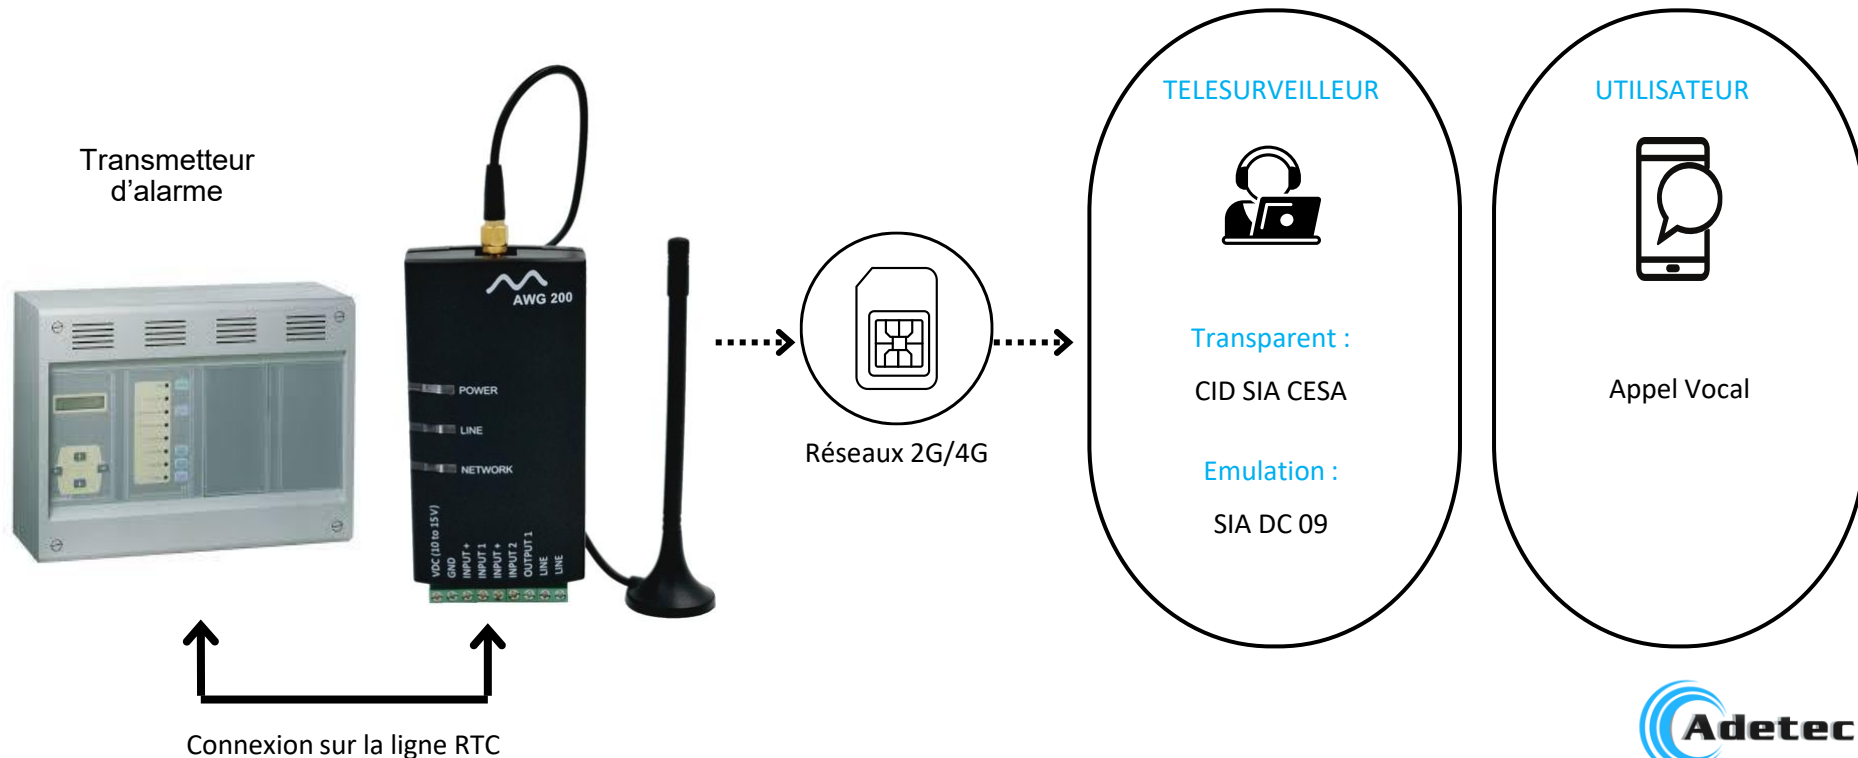 Transmetteur
d'alarme
AWG 200
POWER
LINE
NETWORK
VDC (10 to 15V)
GND
INPUT +
INPUT 1
INPUT +
INPUT 2
OUTPUT 1
LINE
LINE
Connexion sur la ligne RTC
Réseaux 2G/4G
TELESURVEILLEUR
Transparent :
CID SIA CESA
Emulation :
SIA DC 09
UTILISATEUR
Appel Vocal
Adetec